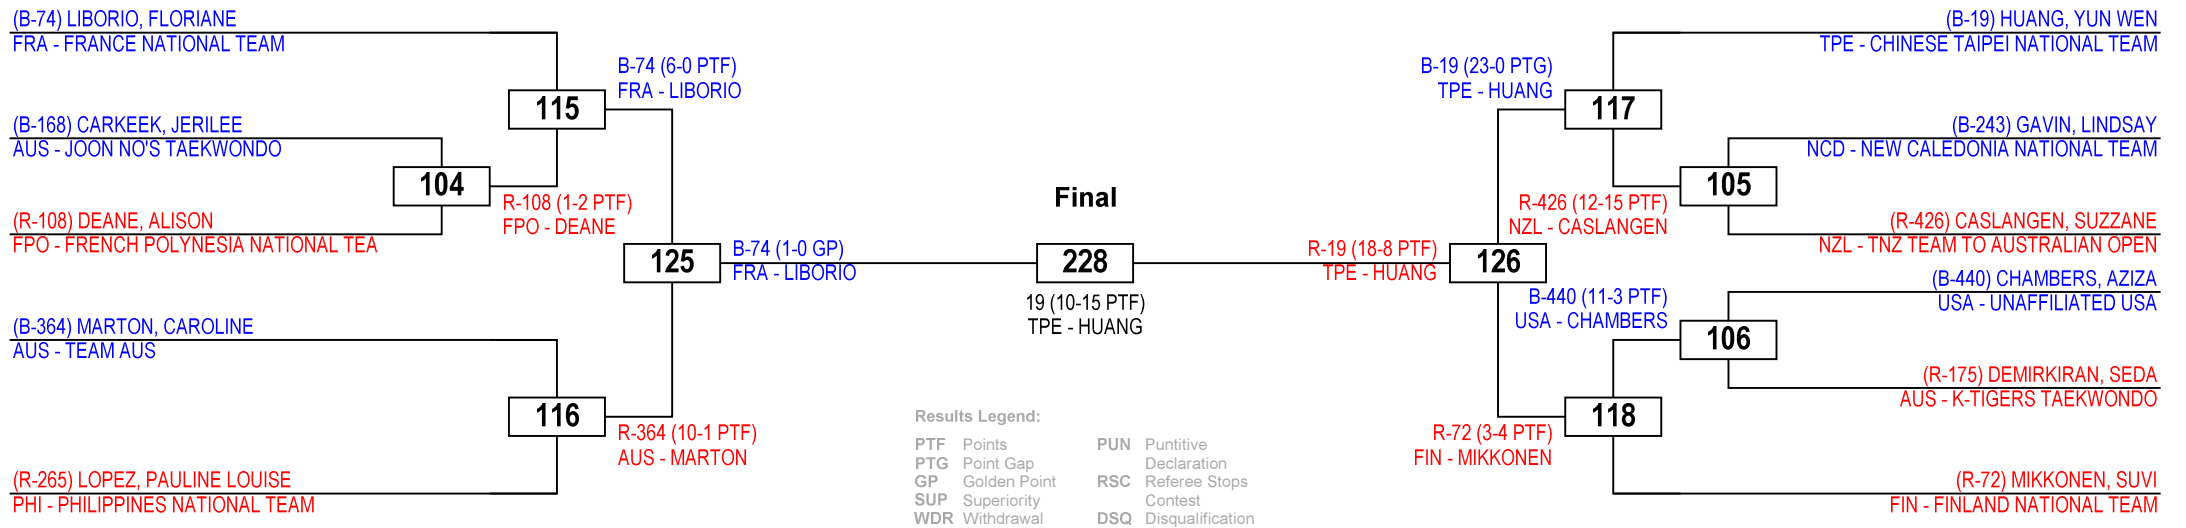 (B-74) LIBORIO, FLORIANE
FRA - FRANCE NATIONAL TEAM
B-74 (6-0 PTF)
FRA - LIBORIO
115
(B-168) CARKEEK, JERILEE
AUS - JOON NO'S TAEKWONDO
104
R-108 (1-2 PTF)
FPO - DEANE
(R-108) DEANE, ALISON
FPO - FRENCH POLYNESIA NATIONAL TEA
125
B-74 (1-0 GP)
FRA - LIBORIO
(B-364) MARTON, CAROLINE
AUS - TEAM AUS
116
R-364 (10-1 PTF)
AUS - MARTON
(R-265) LOPEZ, PAULINE LOUISE
PHI - PHILIPPINES NATIONAL TEAM
Final
228
19 (10-15 PTF)
TPE - HUANG
(B-19) HUANG, YUN WEN
TPE - CHINESE TAIPEI NATIONAL TEAM
B-19 (23-0 PTG)
TPE - HUANG
117
(B-243) GAVIN, LINDSAY
NCD - NEW CALEDONIA NATIONAL TEAM
105
R-426 (12-15 PTF)
NZL - CASLANGEN
(R-426) CASLANGEN, SUZZANE
NZL - TNZ TEAM TO AUSTRALIAN OPEN
R-19 (18-8 PTF)
TPE - HUANG
126
(B-440) CHAMBERS, AZIZA
USA - UNAFFILIATED USA
B-440 (11-3 PTF)
USA - CHAMBERS
106
(R-175) DEMIRKIRAN, SEDA
AUS - K-TIGERS TAEKWONDO
118
R-72 (3-4 PTF)
FIN - MIKKONEN
(R-72) MIKKONEN, SUVI
FIN - FINLAND NATIONAL TEAM
Results Legend:
PTF Points
PTG Point Gap
GP Golden Point
SUP Superiority
WDR Withdrawal
PUN Puntitive
Declaration
RSC Referee Stops
Contest
DSQ Disqualification